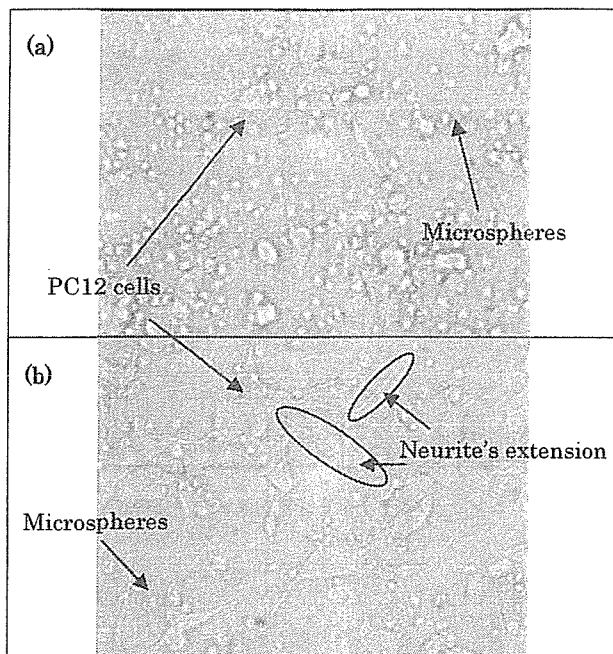 (a)
Microspheres
PC12 cells
(b)
Neurite's extension
Microspheres